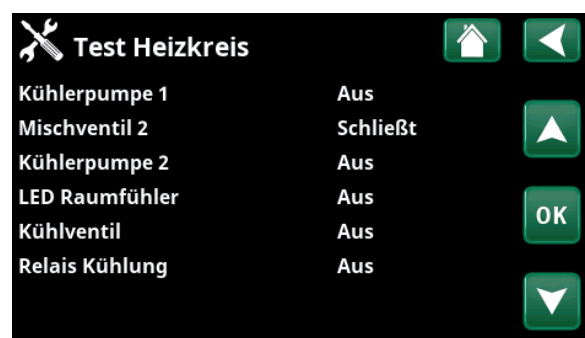 Test Heizkreis
Kühlerpumpe 1 Aus
Mischventil 2 Schließt
Kühlerpumpe 2 Aus
LED Raumfühler Aus
Kühlventil Aus
Relais Kühlung Aus
OK